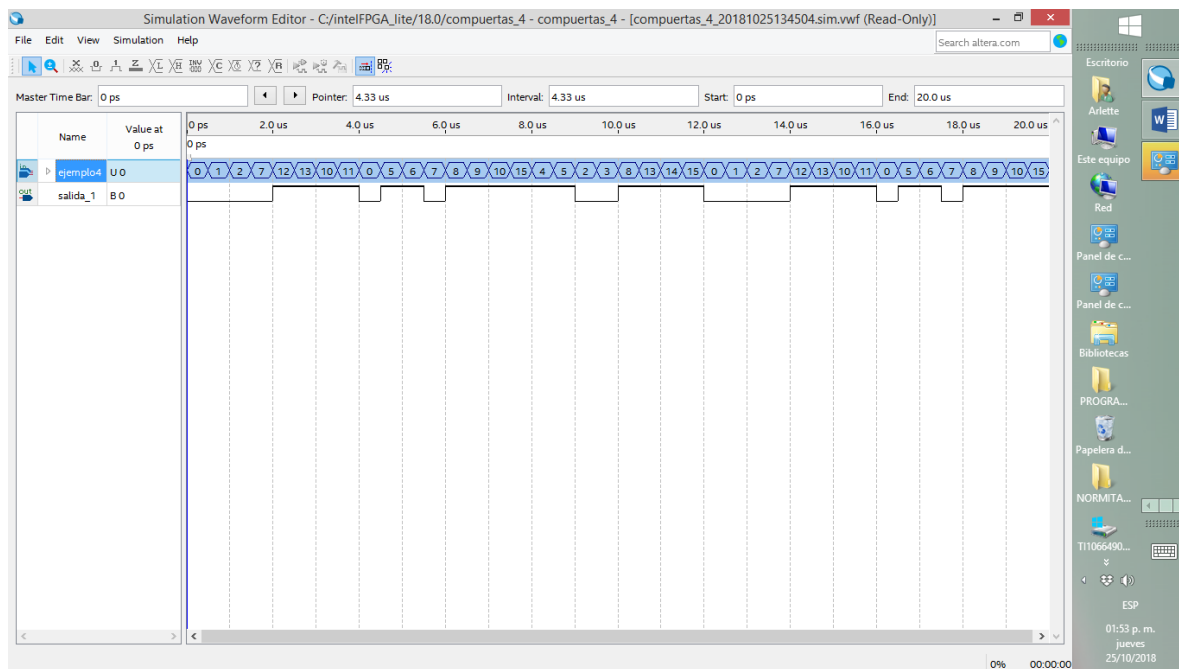 Simulation Waveform Editor - C:/intelFPGA_lite/18.0/compuertas_4 - compuertas_4 - [compuertas_4_20181025134504.sim.vwf (Read-Only)]
File Edit View Simulation Help
Search altera.com
Master Time Bar: 0 ps Pointer: 4.33 us Interval: 4.33 us Start: 0 ps End: 20.0 us
Name Value at 0 ps
0 ps 2.0 us 4.0 us 6.0 us 8.0 us 10.0 us 12.0 us 14.0 us 16.0 us 18.0 us 20.0 us
0 ps
ejemplo4 U 0 0 1 2 7 12 13 10 11 0 5 6 7 8 9 10 15 4 5 2 3 8 13 14 15 0 1 2 7 12 13 10 11 0 5 6 7 8 9 10 15
salida_1 B 0
0% 00:00:00
Escritorio
Arlette
Este equipo
Red
Panel de c...
Panel de c...
Bibliotecas
PROGRA...
Papelera d...
NORMITA...
TI1066490...
ESP
01:53 p. m.
jueves
25/10/2018